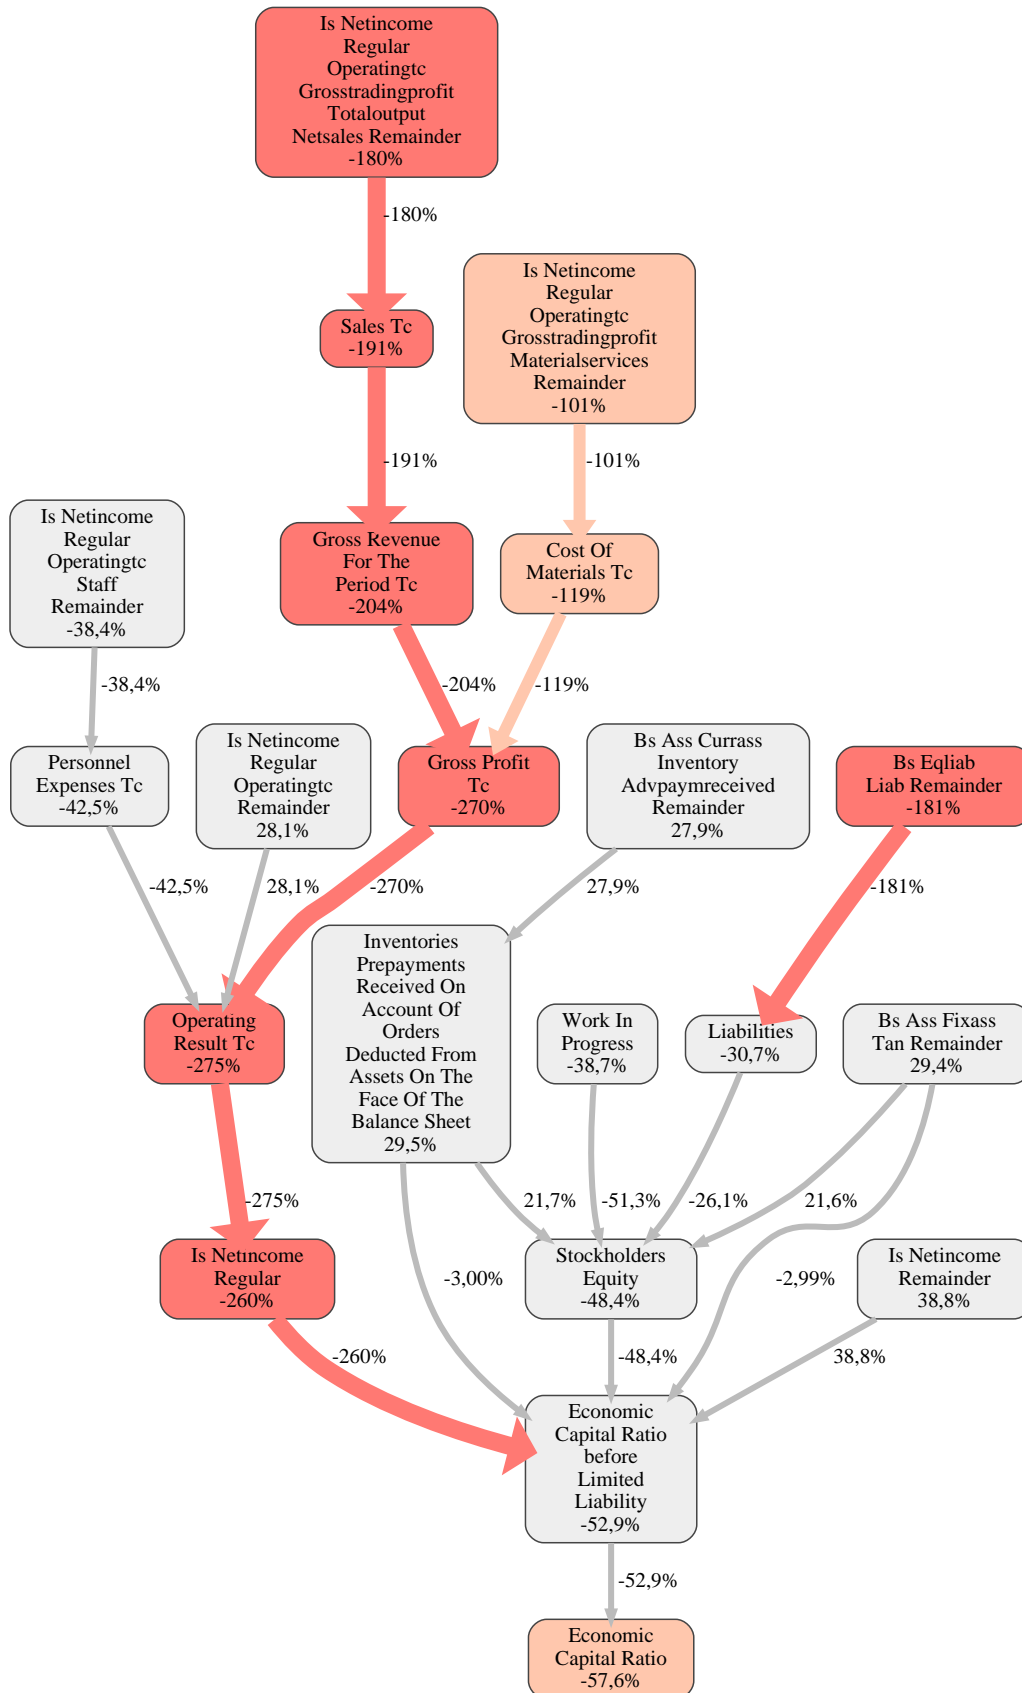 Is Netincome
Regular
Operatingtc
Grosstradingprofit
Totaloutput
Netsales Remainder
-180%
-180%
Sales Tc
-191%
Is Netincome
Regular
Operatingtc
Grosstradingprofit
Materialservices
Remainder
-101%
-191%
-101%
Is Netincome
Regular
Operatingtc
Staff
Remainder
-38,4%
Gross Revenue
For The
Period Tc
-204%
Cost Of
Materials Tc
-119%
-38,4%
-204%
-119%
Personnel
Expenses Tc
-42,5%
Is Netincome
Regular
Operatingtc
Remainder
28,1%
Gross Profit
Tc
-270%
Bs Ass Currass
Inventory
Advpaymreceived
Remainder
27,9%
Bs Eqliab
Liab Remainder
-181%
-42,5%
28,1%
-270%
27,9%
-181%
Operating
Result Tc
-275%
Inventories
Prepayments
Received On
Account Of
Orders
Deducted From
Assets On The
Face Of The
Balance Sheet
29,5%
Work In
Progress
-38,7%
Liabilities
-30,7%
Bs Ass Fixass
Tan Remainder
29,4%
-275%
21,7%
-51,3%
-26,1%
21,6%
Is Netincome
Regular
-260%
-3,00%
Stockholders
Equity
-48,4%
-2,99%
Is Netincome
Remainder
38,8%
-260%
-48,4%
38,8%
Economic
Capital Ratio
before
Limited
Liability
-52,9%
-52,9%
Economic
Capital Ratio
-57,6%